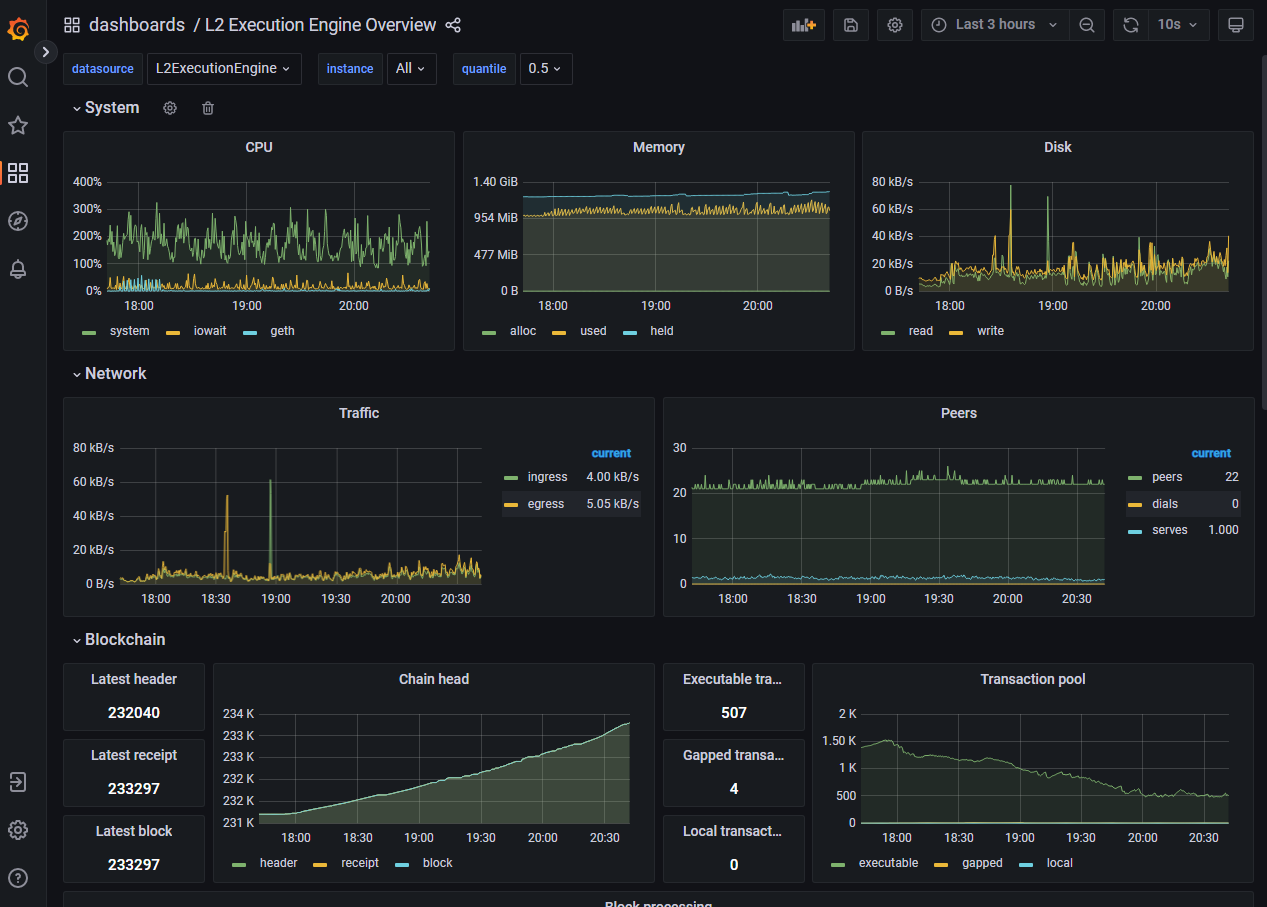 dashboards / L2 Execution Engine Overview
Last 3 hours
10s
datasource L2ExecutionEngine instance All quantile 0.5
System
CPU
400%
300%
200%
100%
0%
18:00 19:00 20:00
system iowait geth
Memory
1.40 GiB
954 MiB
477 MiB
0 B
18:00 19:00 20:00
alloc used held
Disk
80 kB/s
60 kB/s
40 kB/s
20 kB/s
0 B/s
18:00 19:00 20:00
read write
Network
Traffic
80 kB/s
60 kB/s
40 kB/s
20 kB/s
0 B/s
18:00 18:30 19:00 19:30 20:00 20:30
current
ingress 4.00 kB/s
egress 5.05 kB/s
Peers
30
20
10
0
18:00 18:30 19:00 19:30 20:00 20:30
current
peers 22
dials 0
serves 1.000
Blockchain
Latest header
232040
Latest receipt
233297
Latest block
233297
Chain head
234 K
233 K
233 K
232 K
232 K
231 K
18:00 18:30 19:00 19:30 20:00 20:30
header receipt block
Executable tra...
507
Gapped transa...
4
Local transact...
0
Transaction pool
2 K
1.50 K
1 K
500
0
18:00 18:30 19:00 19:30 20:00 20:30
executable gapped local
Block processing